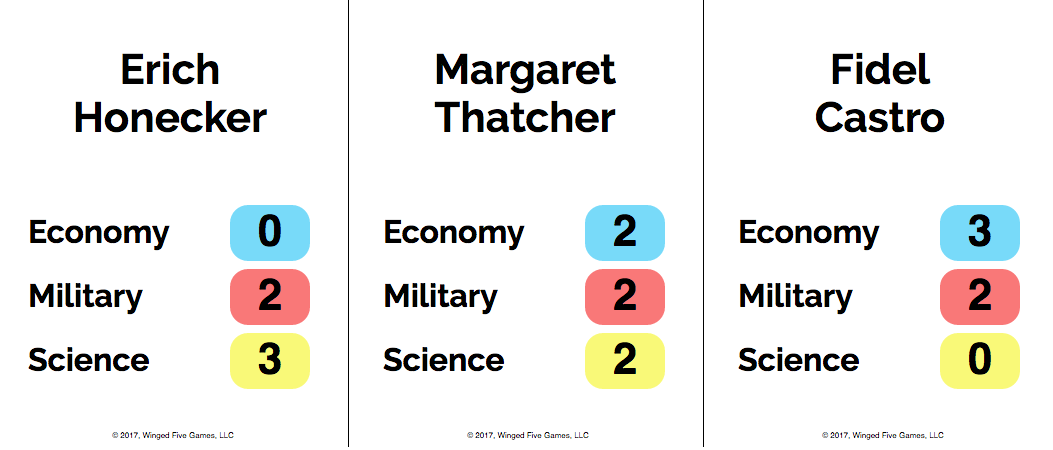 Erich
Honecker
Economy 0
Military 2
Science 3
© 2017, Winged Five Games, LLC
Margaret
Thatcher
Economy 2
Military 2
Science 2
© 2017, Winged Five Games, LLC
Fidel
Castro
Economy 3
Military 2
Science 0
© 2017, Winged Five Games, LLC